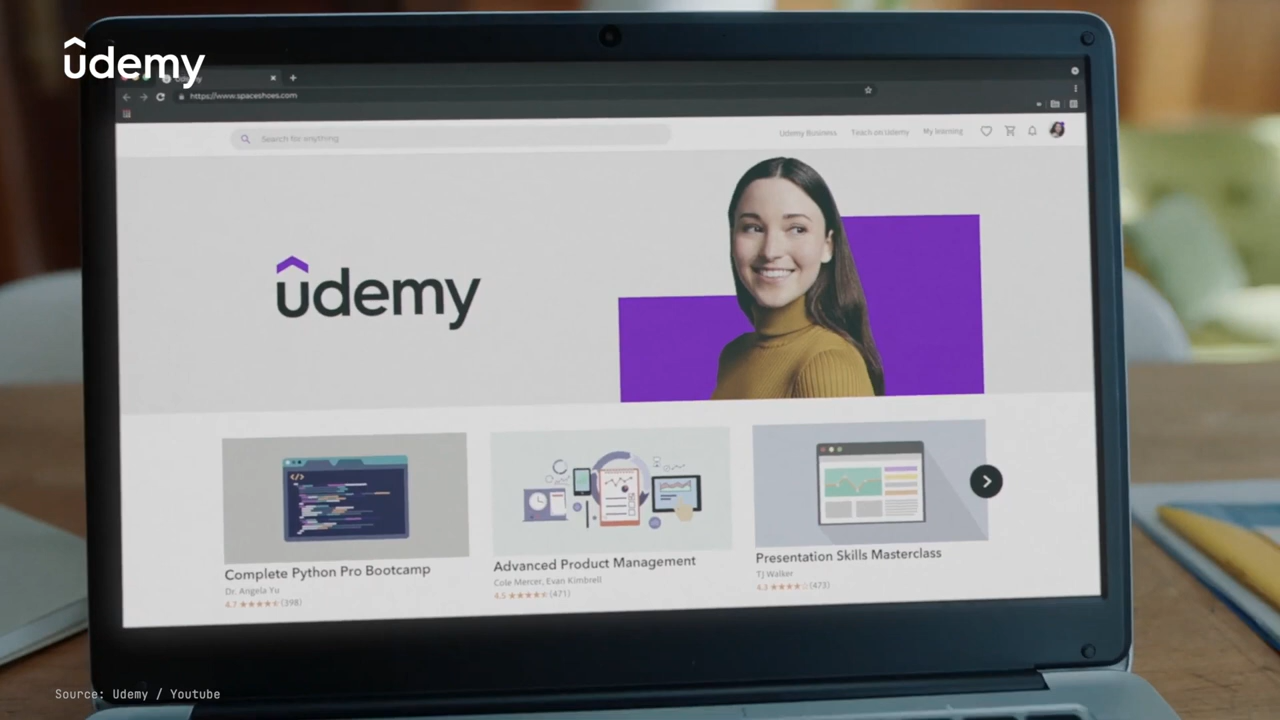 udemy
https://www.spaceshoes.com
Search for anything
Udemy Business
Teach on Udemy
My learning
udemy
Complete Python Pro Bootcamp
Dr. Angela Yu
4.7 (398)
Advanced Product Management
Cole Mercer, Evan Kimbrell
4.5 (471)
Presentation Skills Masterclass
TJ Walker
4.3 (473)
Source: Udemy / Youtube